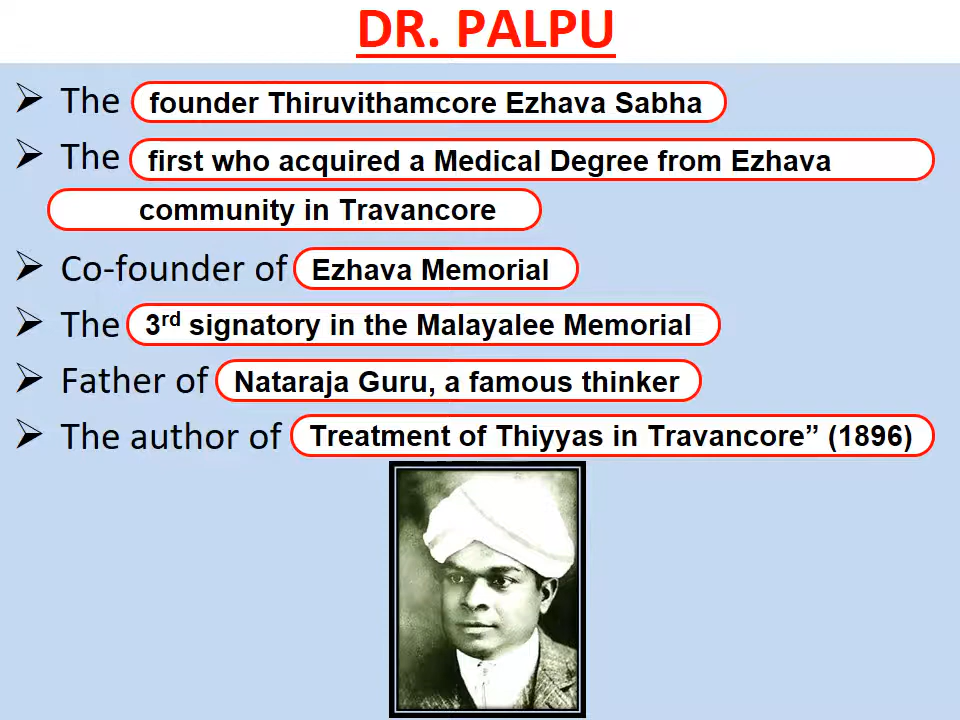 DR. PALPU
➢ The founder Thiruvithamcore Ezhava Sabha
➢ The first who acquired a Medical Degree from Ezhava
community in Travancore
➢ Co-founder of Ezhava Memorial
➢ The 3rd signatory in the Malayalee Memorial
➢ Father of Nataraja Guru, a famous thinker
➢ The author of Treatment of Thiyyas in Travancore” (1896)